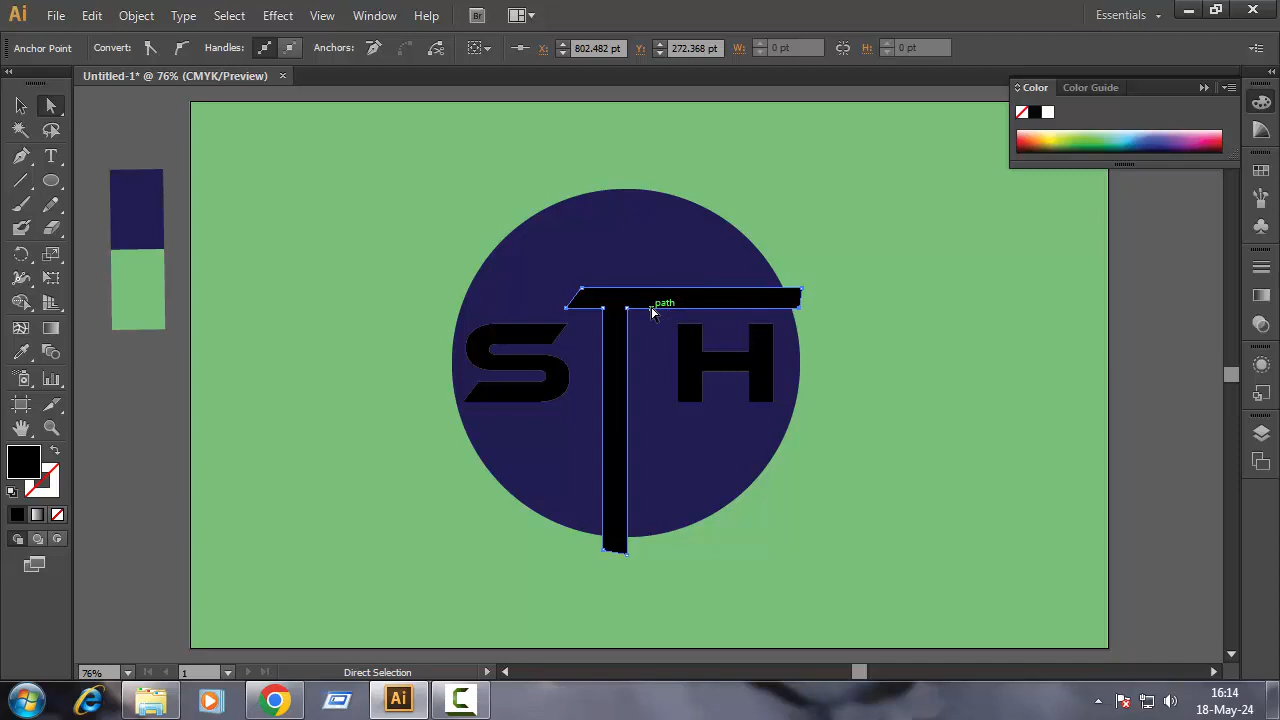 Ai File Edit Object Type Select Effect View Window Help Br Essentials
Anchor Point Convert: Handles: Anchors: X: 802.482 pt Y: 272.368 pt W: 0 pt H: 0 pt
Untitled-1* @ 76% (CMYK/Preview)
Color Color Guide
path
S T H
76% 1 Direct Selection
Ai
16:14
18-May-24